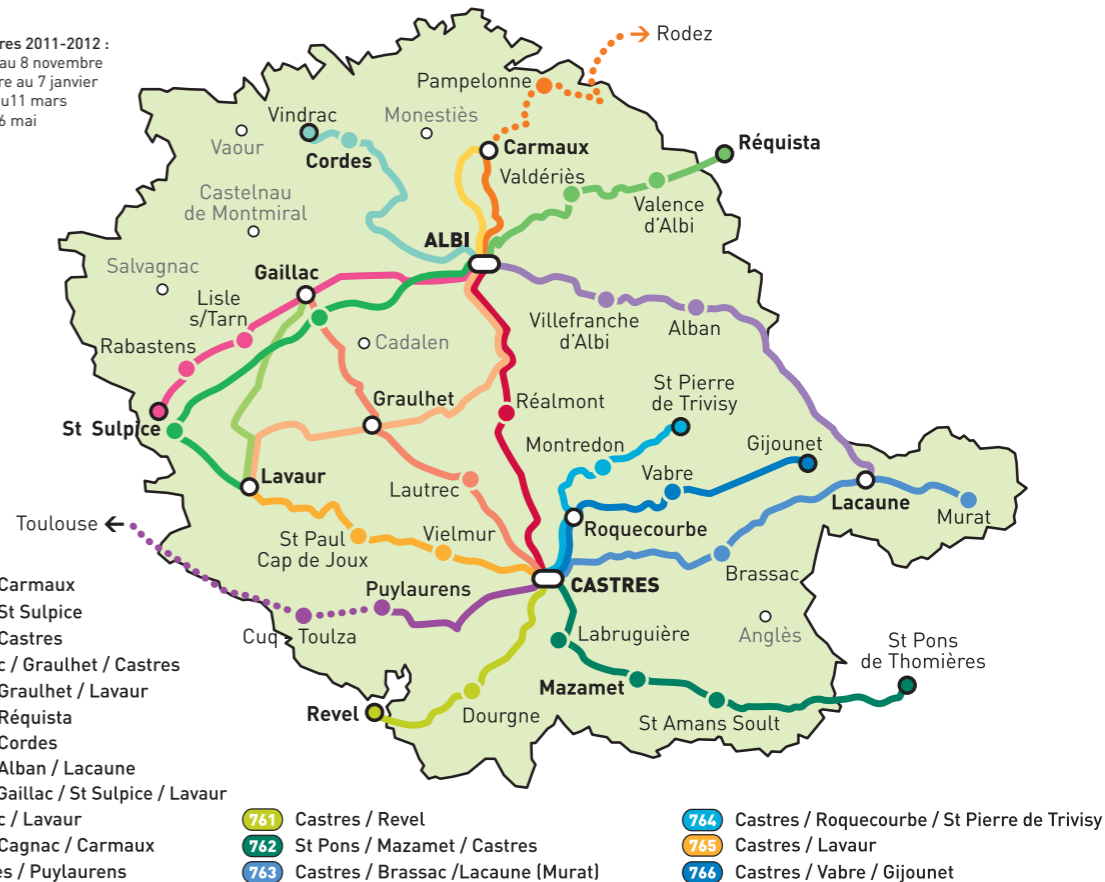 res 2011-2012 :
au 8 novembre
re au 7 janvier
u11 mars
6 mai
→ Rodez
Pampelonne
Vindrac
Monestiès
Vaour
Cordes
Carmaux
Réquista
Valdériès
Castelnau
de Montmiral
Valence
d'Albi
ALBI
Salvagnac
Gaillac
Lisle
s/Tarn
Villefranche
d'Albi
Alban
Rabastens
Cadalen
St Pierre
de Trivisy
Graulhet
Réalmont
St Sulpice
Montredon
Gijounet
Vabre
Lavaur
Lautrec
Lacaune
Murat
Toulouse ←
Roquecourbe
St Paul
Cap de Joux
Vielmur
Brassac
CASTRES
Puylaurens
Cuq - Toulza
Labruguière
Anglès
St Pons
de Thomières
Mazamet
Revel
Dourgne
St Amans Soult
Carmaux
St Sulpice
Castres
c / Graulhet / Castres
Graulhet / Lavaur
Réquista
Cordes
Alban / Lacaune
Gaillac / St Sulpice / Lavaur
c / Lavaur
Cagnac / Carmaux
es / Puylaurens
761 Castres / Revel
762 St Pons / Mazamet / Castres
763 Castres / Brassac /Lacaune (Murat)
764 Castres / Roquecourbe / St Pierre de Trivisy
765 Castres / Lavaur
766 Castres / Vabre / Gijounet